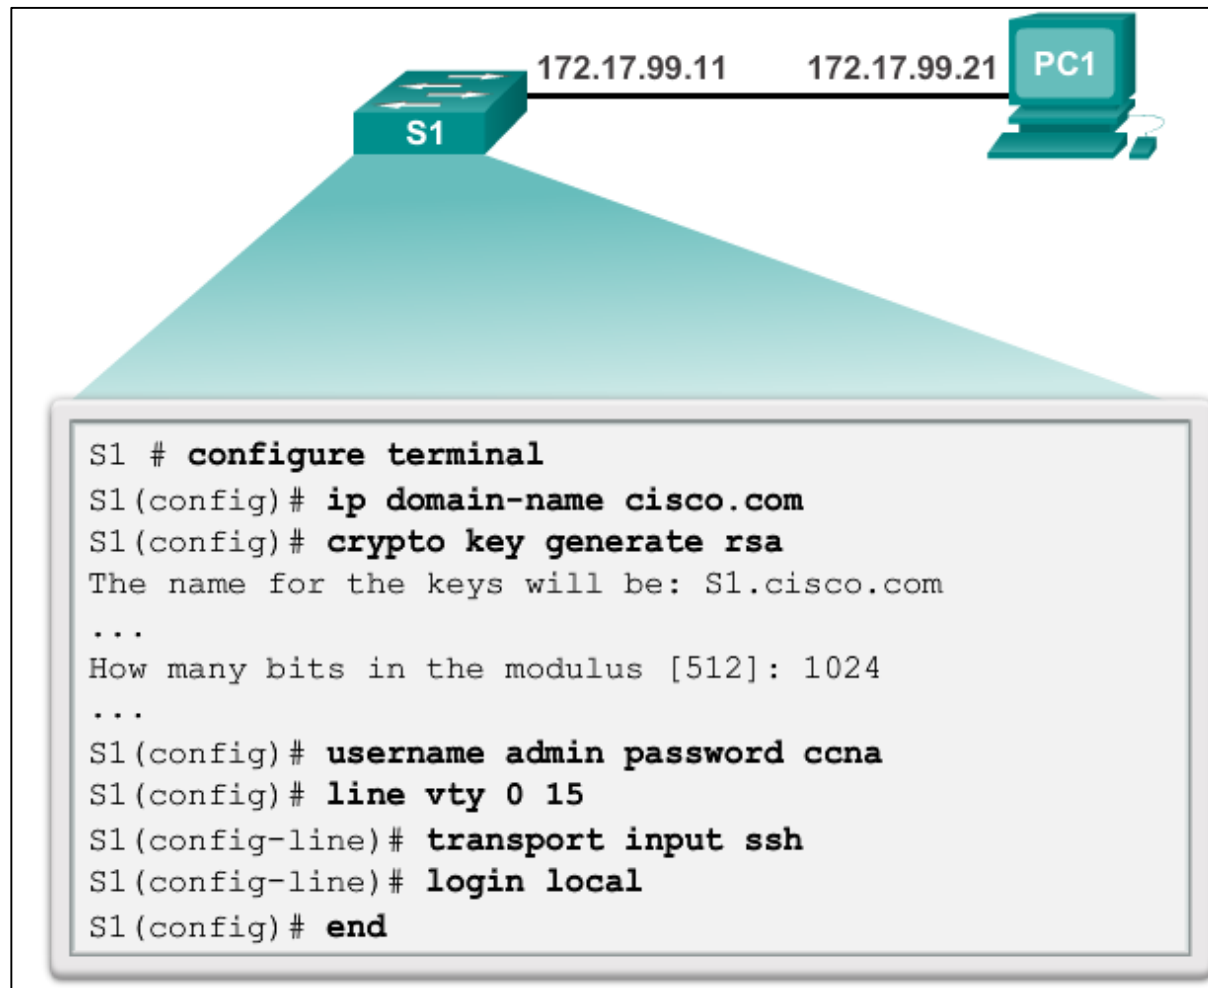 172.17.99.11 172.17.99.21 PC1
S1
S1 # configure terminal
S1(config)# ip domain-name cisco.com
S1(config)# crypto key generate rsa
The name for the keys will be: S1.cisco.com
...
How many bits in the modulus [512]: 1024
...
S1(config)# username admin password ccna
S1(config)# line vty 0 15
S1(config-line)# transport input ssh
S1(config-line)# login local
S1(config)# end